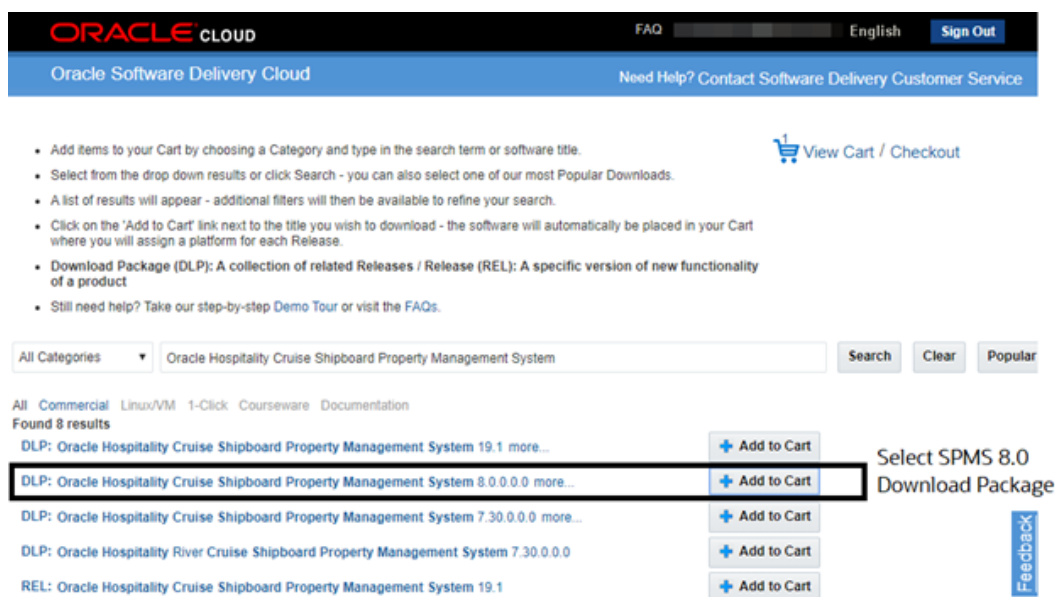 ORACLE CLOUD
FAQ
English
Sign Out
Oracle Software Delivery Cloud
Need Help? Contact Software Delivery Customer Service
• Add items to your Cart by choosing a Category and type in the search term or software title.
• Select from the drop down results or click Search - you can also select one of our most Popular Downloads.
• A list of results will appear - additional filters will then be available to refine your search.
• Click on the 'Add to Cart' link next to the title you wish to download - the software will automatically be placed in your Cart
where you will assign a platform for each Release.
• Download Package (DLP): A collection of related Releases / Release (REL): A specific version of new functionality
of a product
• Still need help? Take our step-by-step Demo Tour or visit the FAQs.
1
View Cart / Checkout
All Categories
Oracle Hospitality Cruise Shipboard Property Management System
Search
Clear
Popular
All Commercial Linux/VM 1-Click Courseware Documentation
Found 8 results
DLP: Oracle Hospitality Cruise Shipboard Property Management System 19.1 more...
Add to Cart
DLP: Oracle Hospitality Cruise Shipboard Property Management System 8.0.0.0.0 more...
Add to Cart
Select SPMS 8.0
Download Package
DLP: Oracle Hospitality Cruise Shipboard Property Management System 7.30.0.0.0 more...
Add to Cart
DLP: Oracle Hospitality River Cruise Shipboard Property Management System 7.30.0.0.0
Add to Cart
REL: Oracle Hospitality Cruise Shipboard Property Management System 19.1
Add to Cart
Feedback